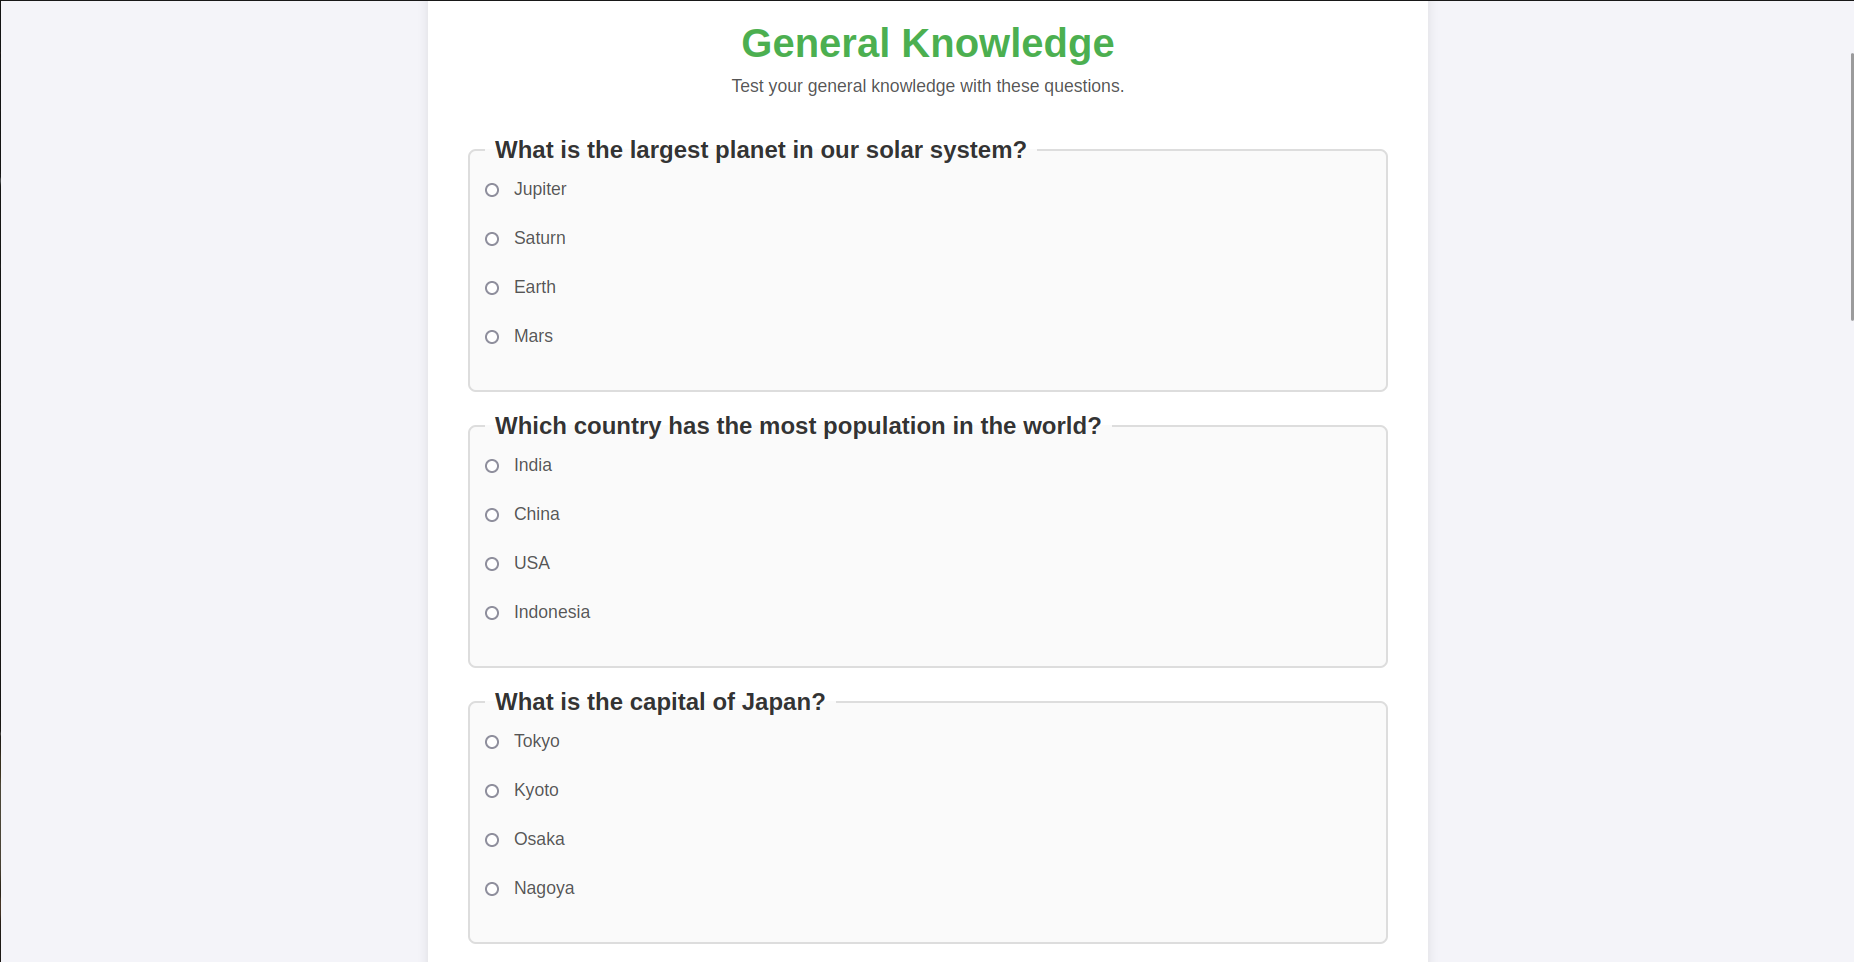 General Knowledge
Test your general knowledge with these questions.
What is the largest planet in our solar system?
Jupiter
Saturn
Earth
Mars
Which country has the most population in the world?
India
China
USA
Indonesia
What is the capital of Japan?
Tokyo
Kyoto
Osaka
Nagoya